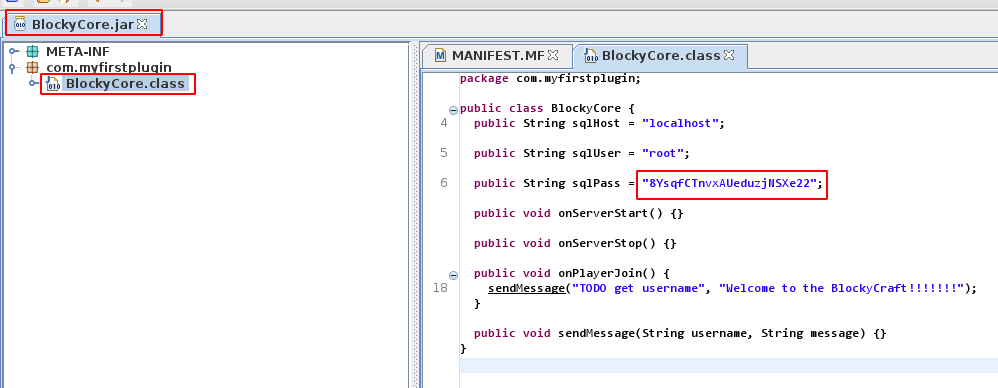 BlockyCore.jar
META-INF
com.myfirstplugin
BlockyCore.class
MANIFEST.MF
BlockyCore.class
package com.myfirstplugin;
public class BlockyCore {
4 public String sqlHost = "localhost";
5 public String sqlUser = "root";
6 public String sqlPass = "8YsqfCTnvxAUeduzjNSXe22";
public void onServerStart() {}
public void onServerStop() {}
public void onPlayerJoin() {
18 sendMessage("TODO get username", "Welcome to the BlockyCraft!!!!!!!");
}
public void sendMessage(String username, String message) {}
}